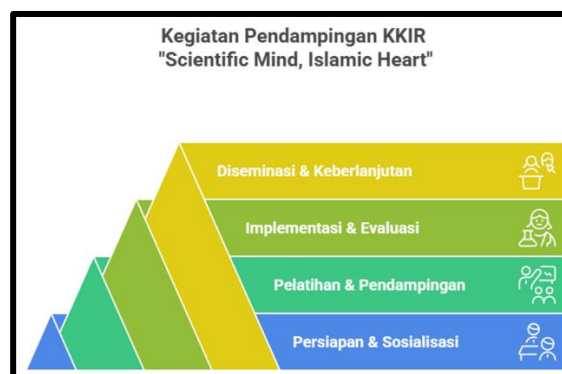 Kegiatan Pendampingan KKIR
"Scientific Mind, Islamic Heart"
Diseminasi & Keberlanjutan
Implementasi & Evaluasi
Pelatihan & Pendampingan
Persiapan & Sosialisasi